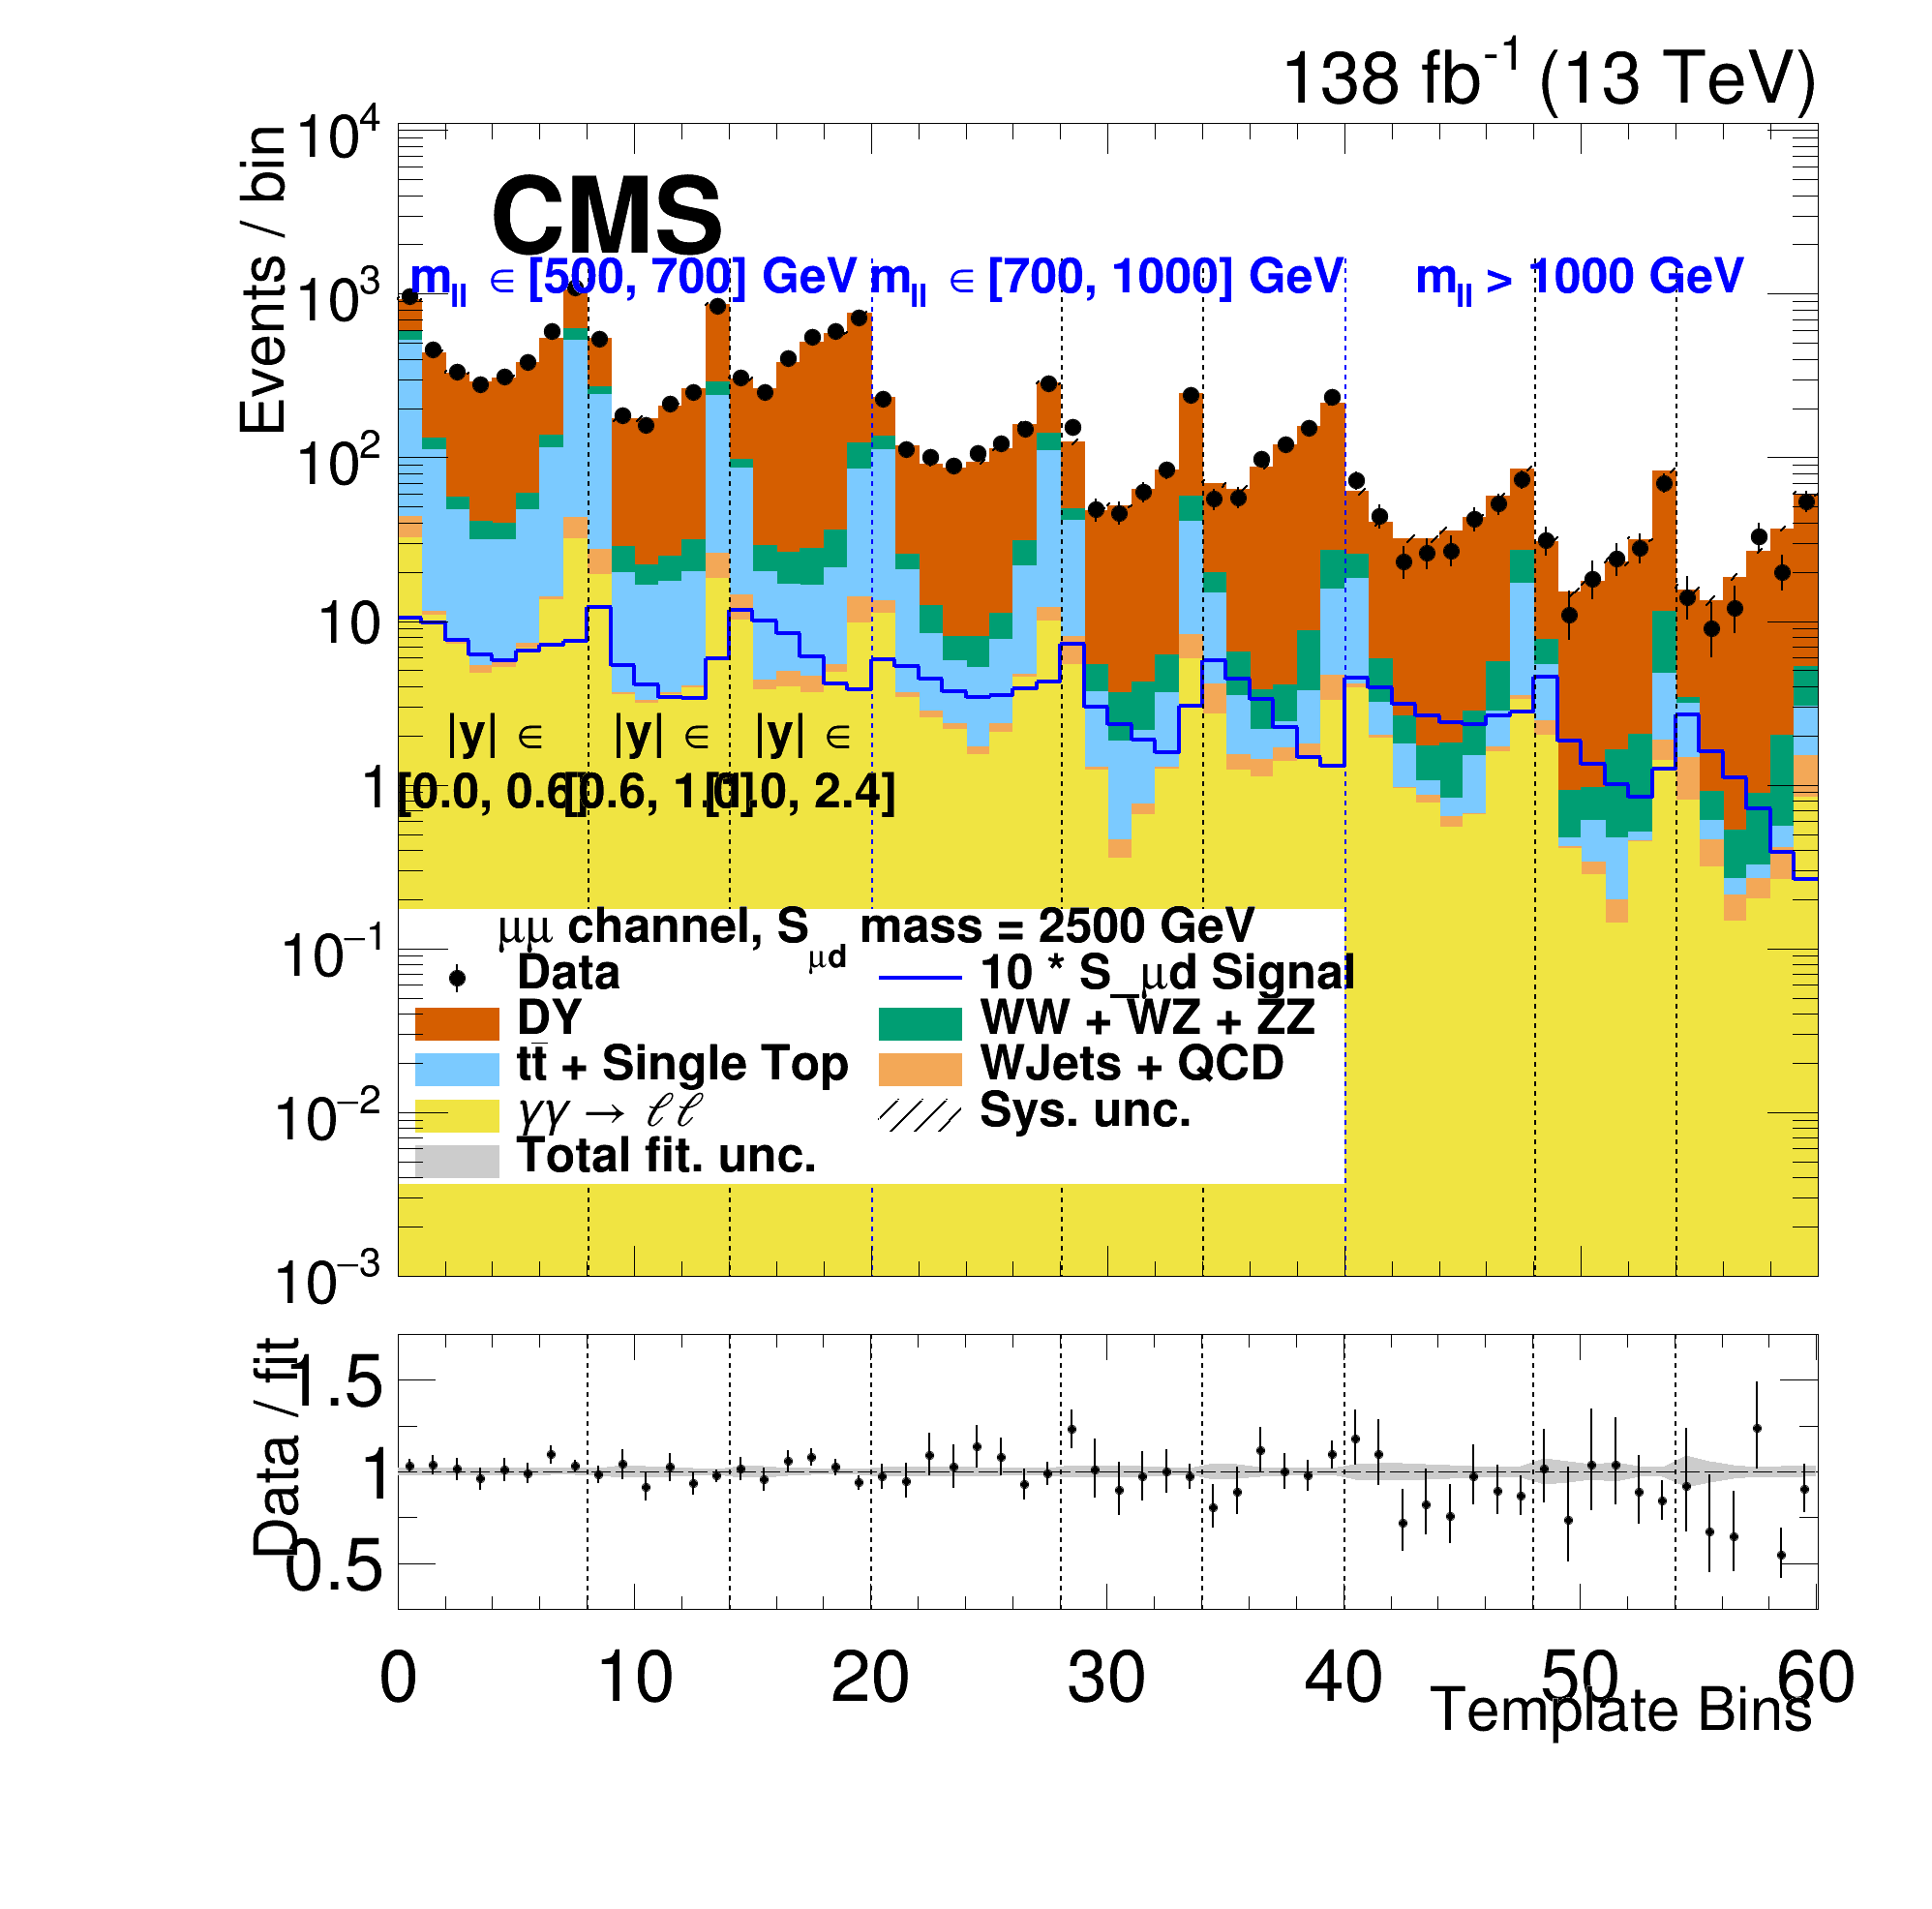 138 fb-1 (13 TeV)
Events / bin
CMS
mll ∈ [500, 700] GeV mll ∈ [700, 1000] GeV mll > 1000 GeV
10^4
10^3
10^2
10
1
10^−1
10^−2
10^−3
|y| ∈ |y| ∈ |y| ∈
[0.0, 0.6] [0.6, 1.0] [1.0, 2.4]
μμ channel, Sμd mass = 2500 GeV
Data 10 * S_μd Signal
DY WW + WZ + ZZ
tt̄ + Single Top WJets + QCD
γγ → ℓℓ Sys. unc.
Total fit. unc.
Data / fit
1.5
1
0.5
0 10 20 30 40 50 60
Template Bins